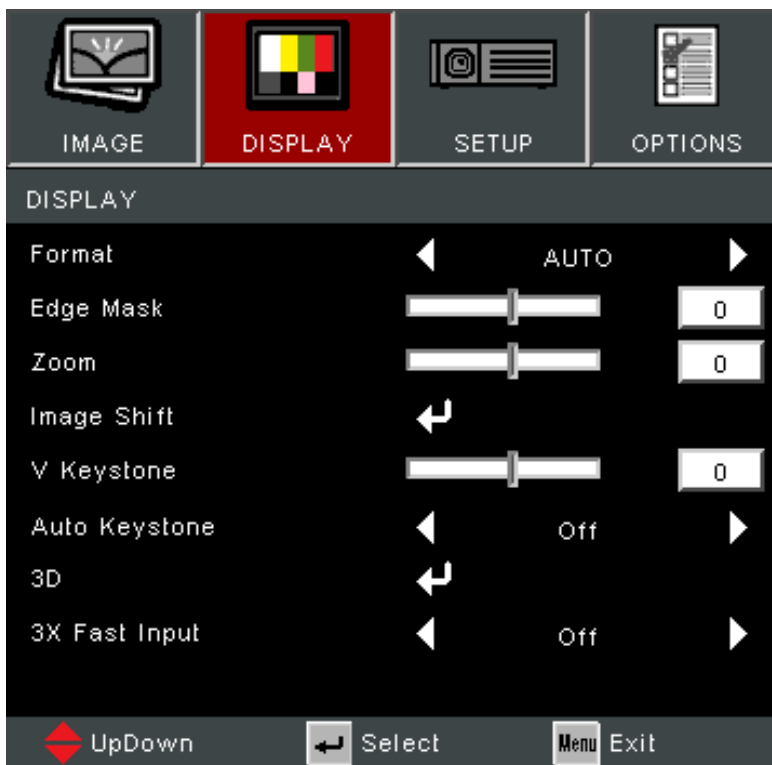 IMAGE DISPLAY SETUP OPTIONS
DISPLAY
Format AUTO
Edge Mask 0
Zoom 0
Image Shift
V Keystone 0
Auto Keystone Off
3D
3X Fast Input Off
UpDown Select Menu Exit